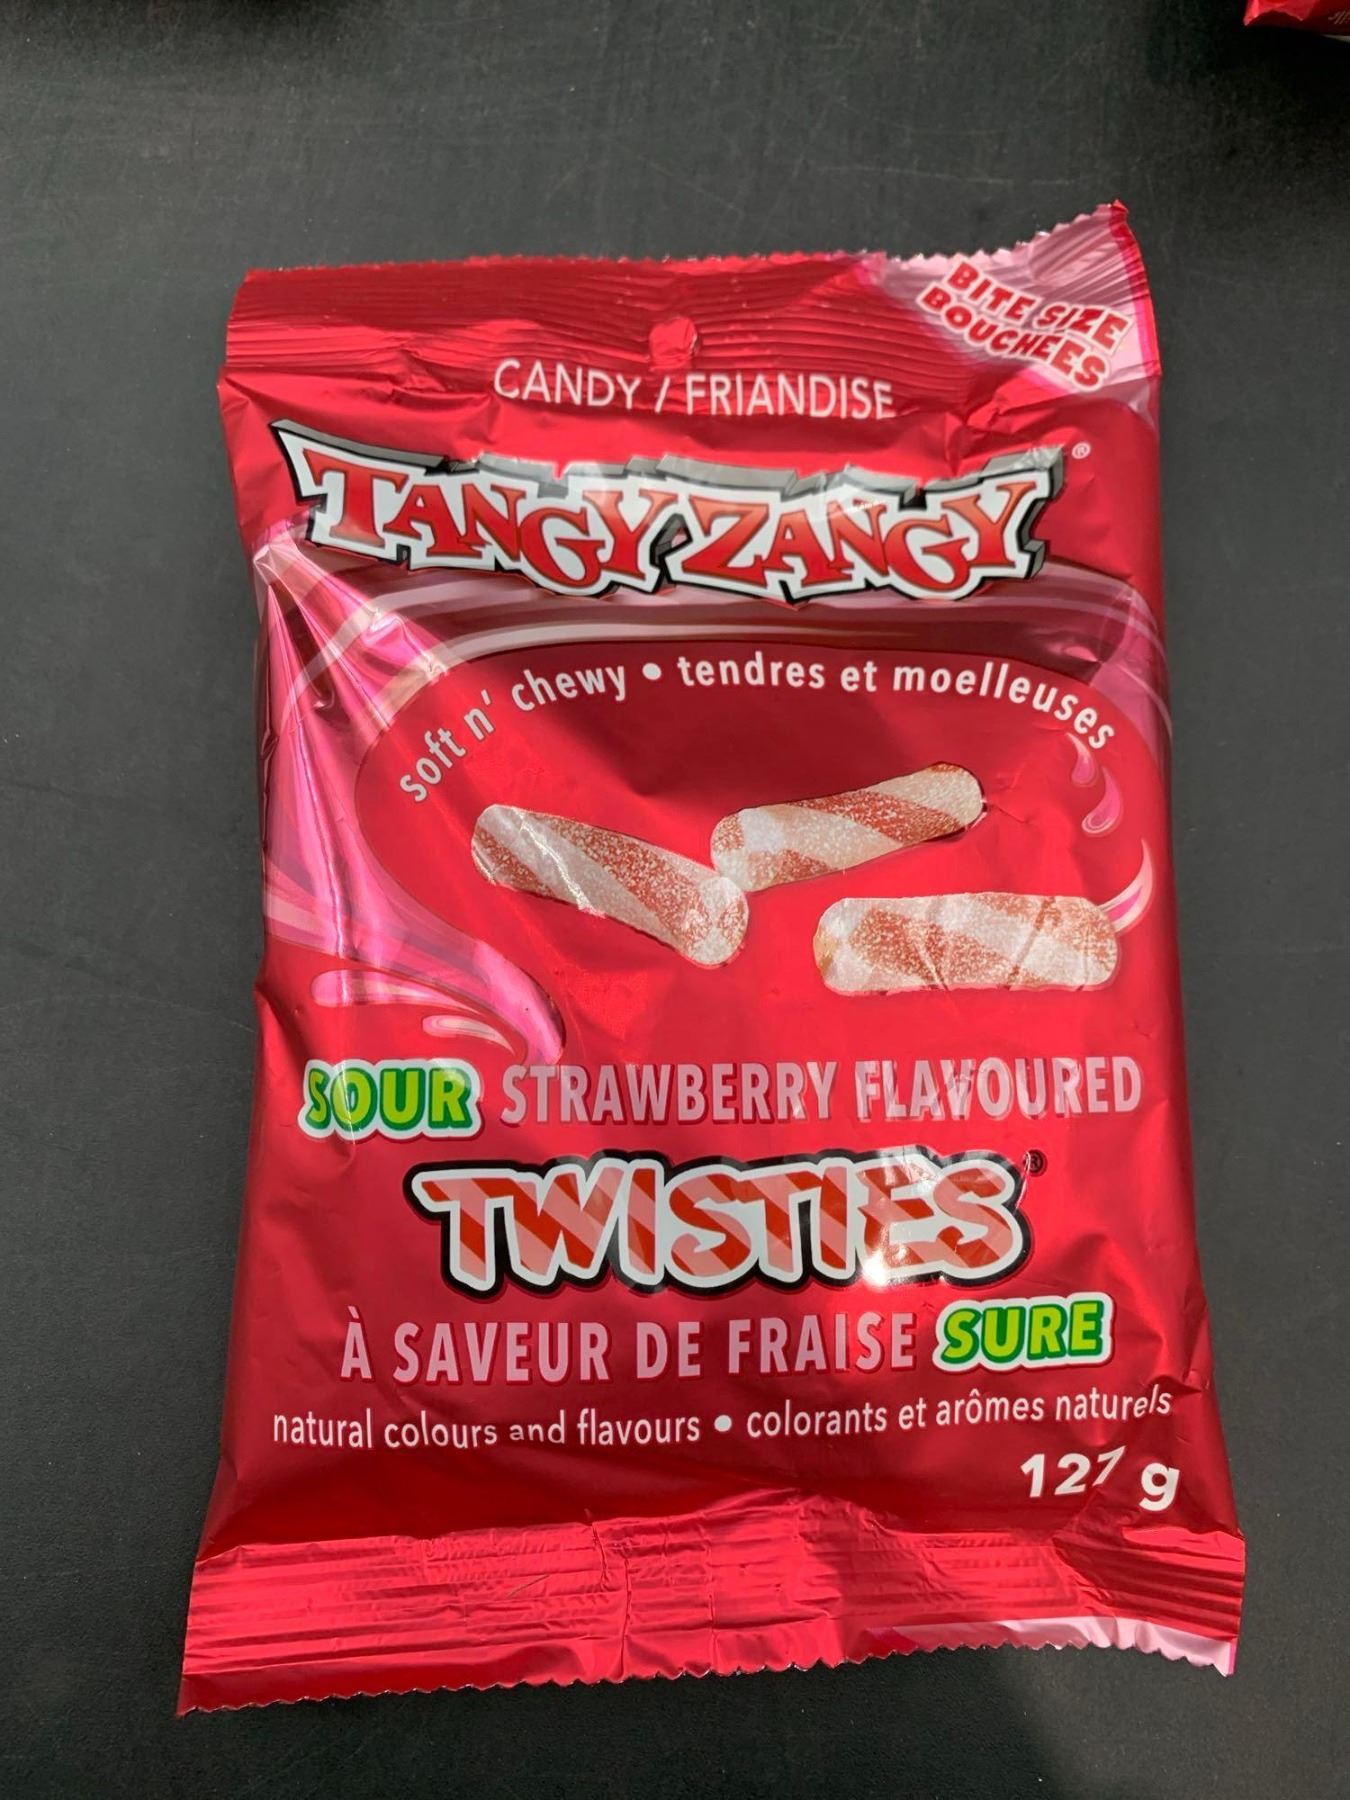 BITE SIZE
BOUCHÉES
CANDY / FRIANDISE
TANGY ZANGY®
soft n' chewy • tendres et moelleuses
SOUR STRAWBERRY FLAVOURED
TWISTIES®
À SAVEUR DE FRAISE SURE
natural colours and flavours • colorants et arômes naturels
127 g